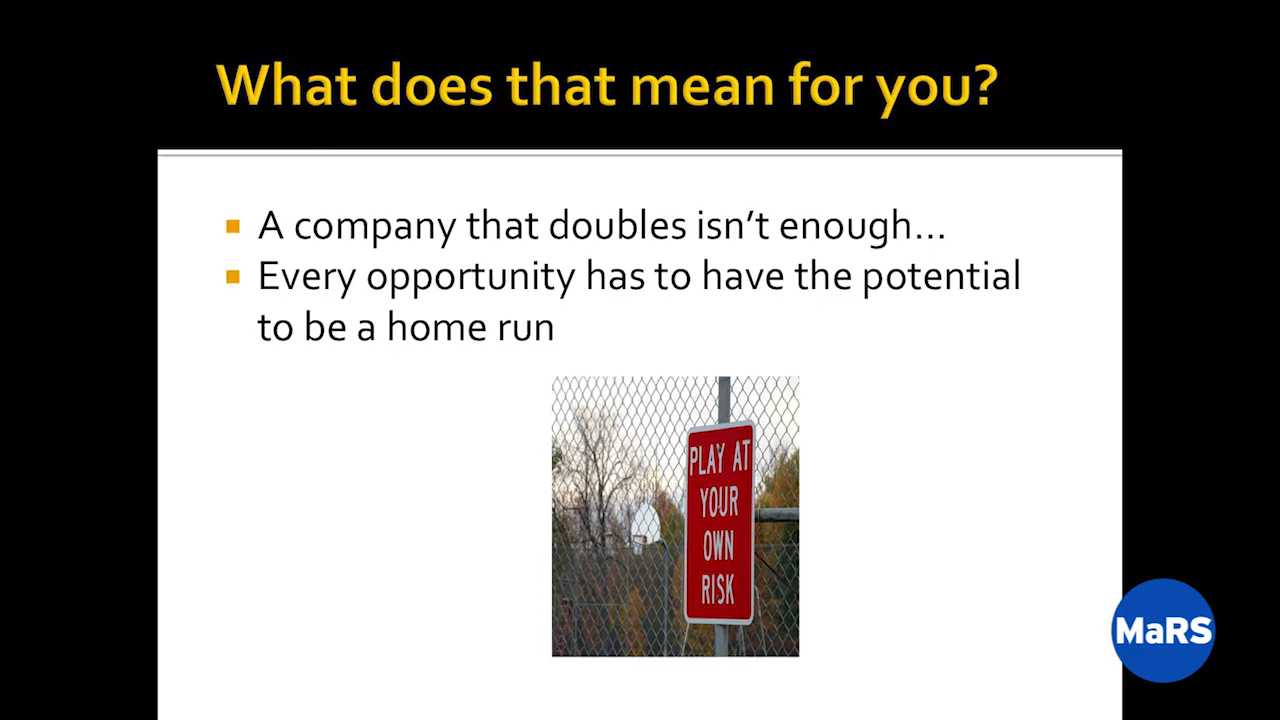 What does that mean for you?
A company that doubles isn't enough...
Every opportunity has to have the potential
to be a home run
PLAY AT
YOUR
OWN
RISK
MaRS